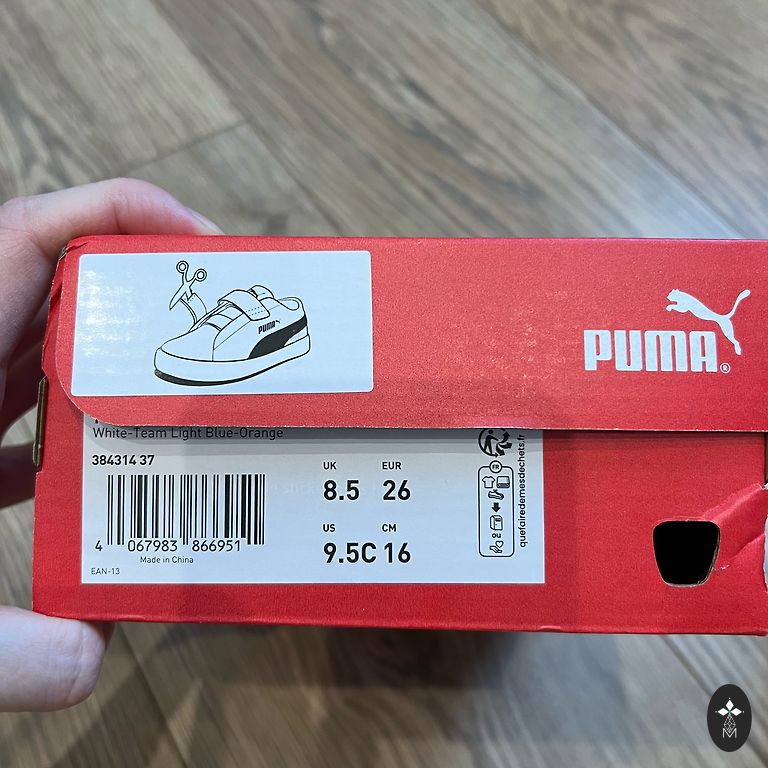 PUMA
PUMA®
White-Team Light Blue-Orange
384314 37
UK EUR
8.5 26
US CM
9.5C 16
4 067983 866951
Made in China
EAN-13
FR
OU
quefairedemesdechets.fr
M